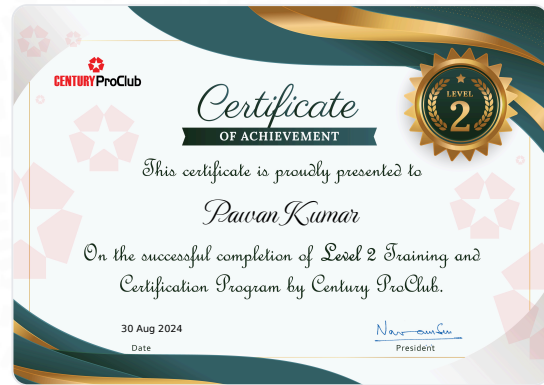 CENTURY ProClub
Certificate
OF ACHIEVEMENT
LEVEL
2
This certificate is proudly presented to
Pawan Kumar
On the successful completion of Level 2 Training and
Certification Program by Century ProClub.
30 Aug 2024
Date
President